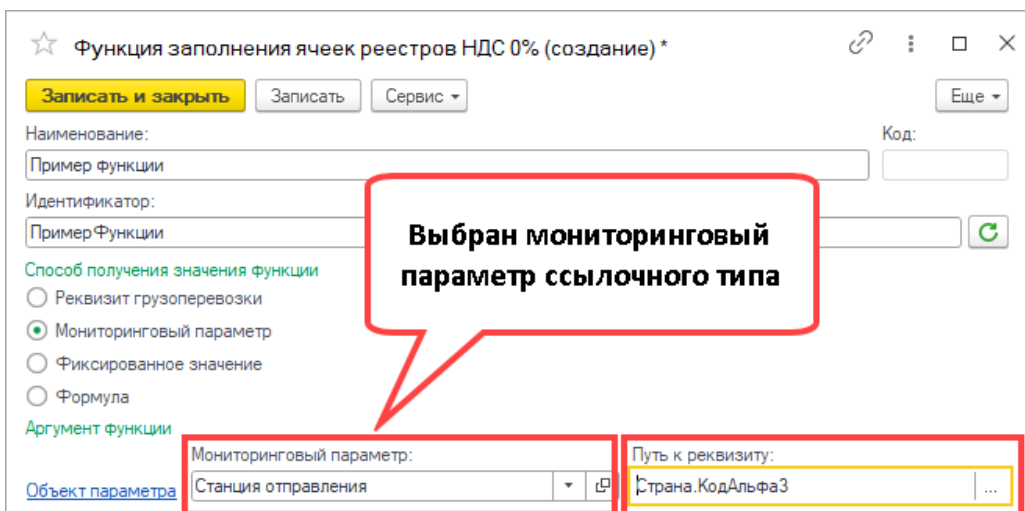 Функция заполнения ячеек реестров НДС 0% (создание) *
Записать и закрыть Записать Сервис Еще
Наименование: Код:
Пример функции
Идентификатор:
ПримерФункции
Выбран мониторинговый
параметр ссылочного типа
Способ получения значения функции
Реквизит грузоперевозки
Мониторинговый параметр
Фиксированное значение
Формула
Аргумент функции
Мониторинговый параметр: Путь к реквизиту:
Объект параметра Станция отправления Страна.КодАльфа3 ...